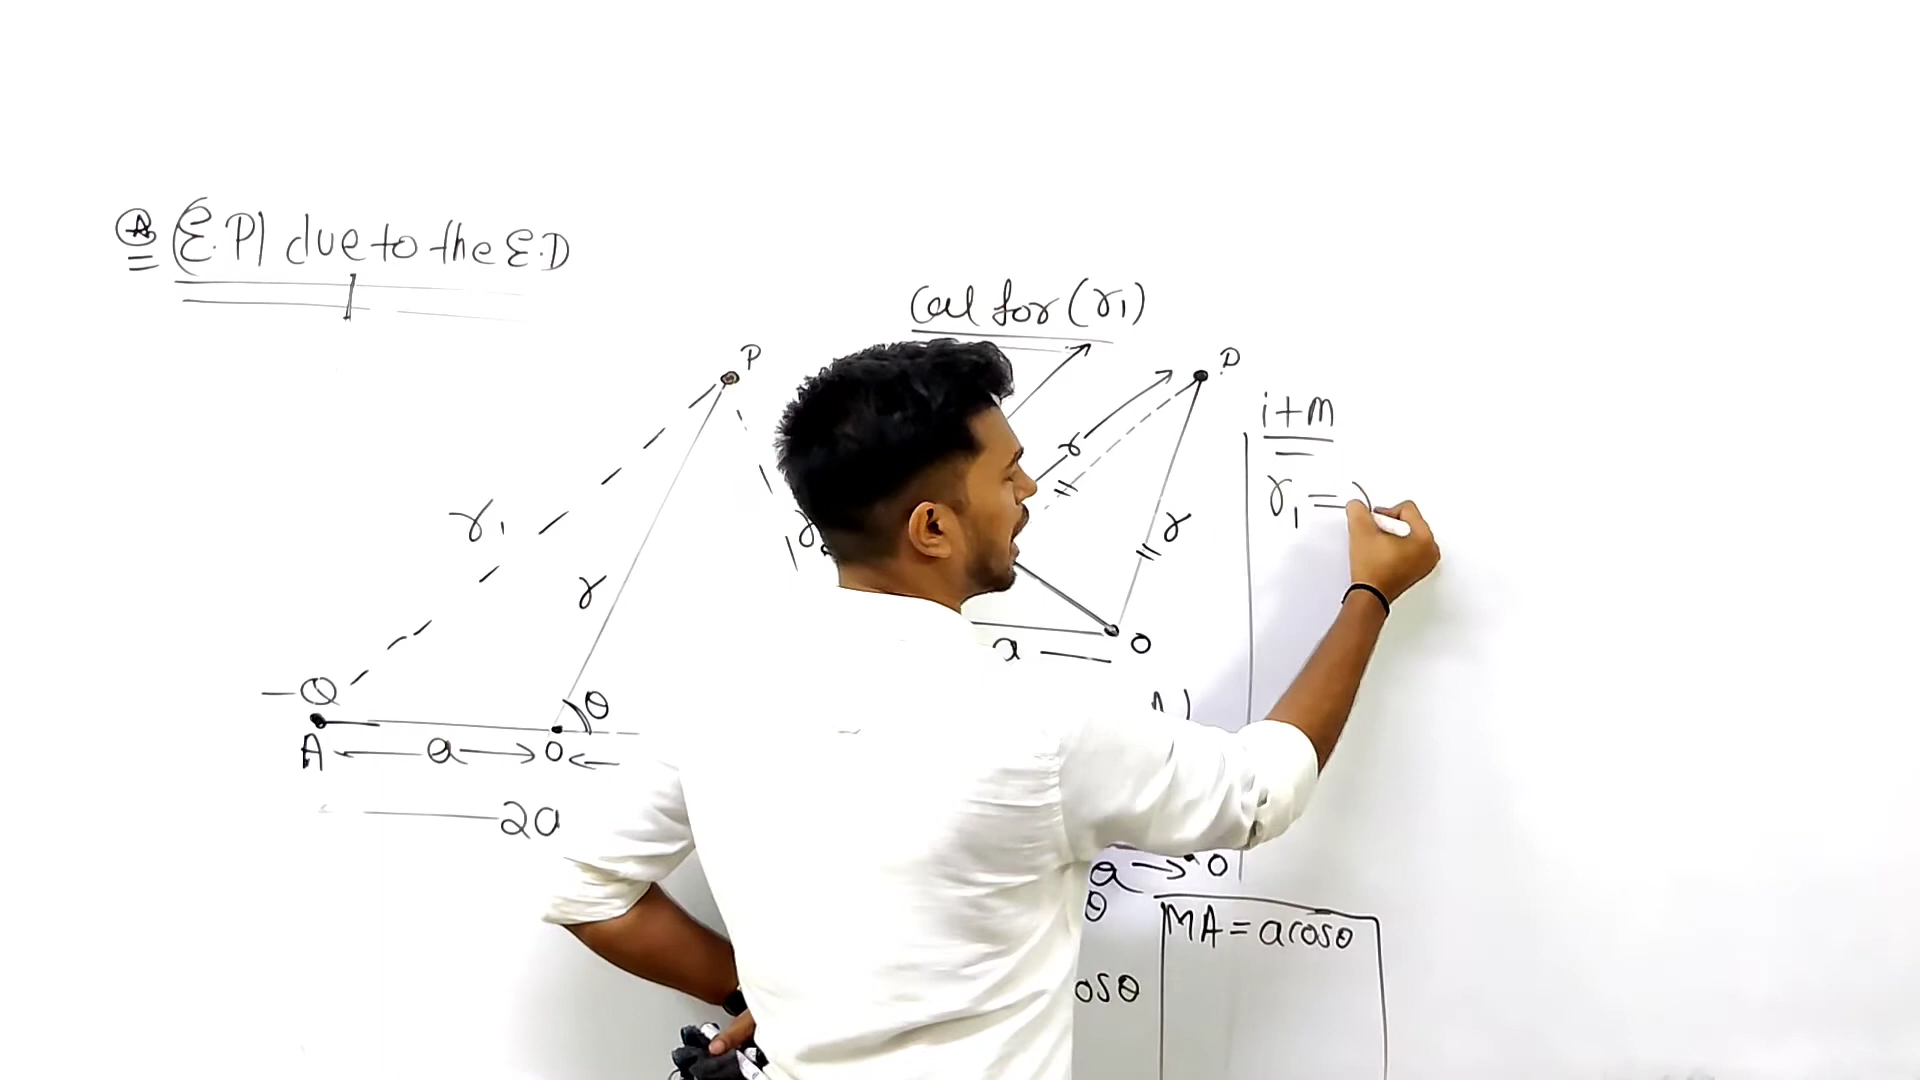 A (E.P) due to the E.D
Cal for (r₁)
P
P
r
i+m
r₁ =
r₁
r
r
a
O
-Q
θ
A
a
O
2a
a → O
θ
MA = acosθ
osθ